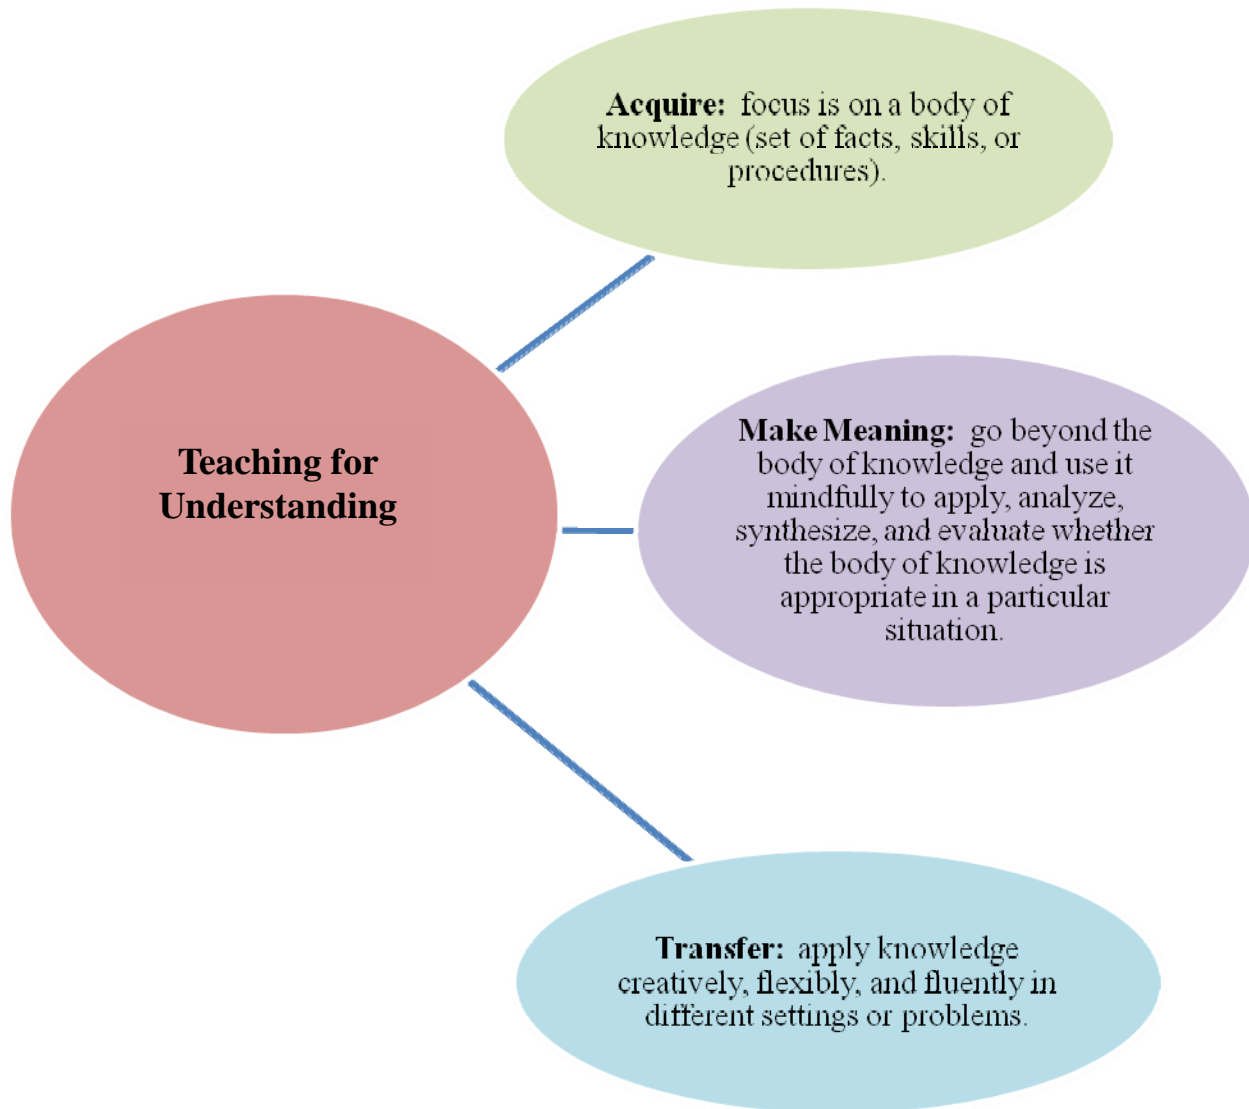 Acquire: focus is on a body of
knowledge (set of facts, skills, or
procedures).
Teaching for
Understanding
Make Meaning: go beyond the
body of knowledge and use it
mindfully to apply, analyze,
synthesize, and evaluate whether
the body of knowledge is
appropriate in a particular
situation.
Transfer: apply knowledge
creatively, flexibly, and fluently in
different settings or problems.